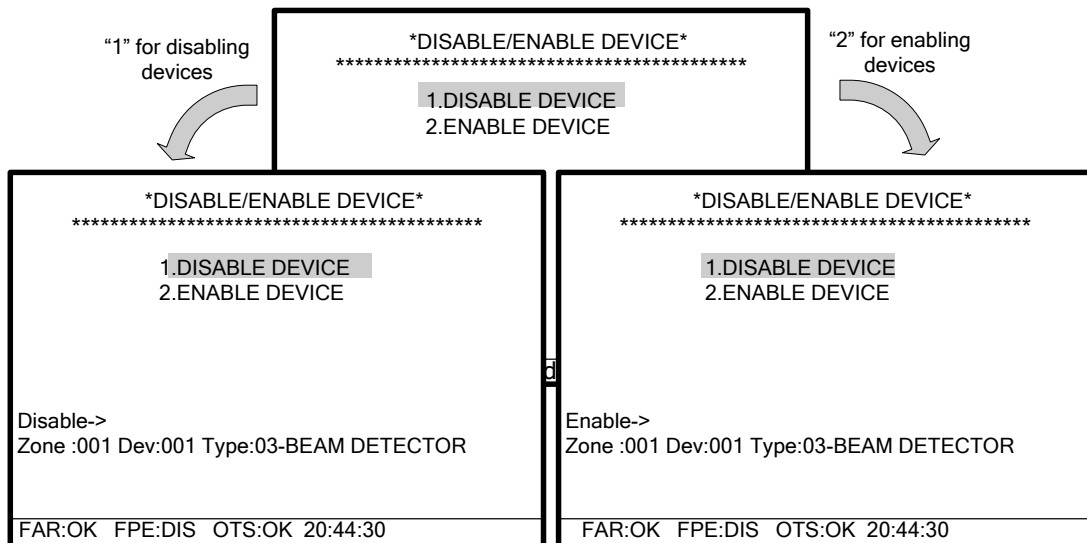 “1” for disabling
devices
*DISABLE/ENABLE DEVICE*
*******************************************
1.DISABLE DEVICE
2.ENABLE DEVICE
“2” for enabling
devices
*DISABLE/ENABLE DEVICE*
*******************************************
1.DISABLE DEVICE
2.ENABLE DEVICE
Disable->
Zone :001 Dev:001 Type:03-BEAM DETECTOR
FAR:OK FPE:DIS OTS:OK 20:44:30
d
*DISABLE/ENABLE DEVICE*
*******************************************
1.DISABLE DEVICE
2.ENABLE DEVICE
Enable->
Zone :001 Dev:001 Type:03-BEAM DETECTOR
FAR:OK FPE:DIS OTS:OK 20:44:30